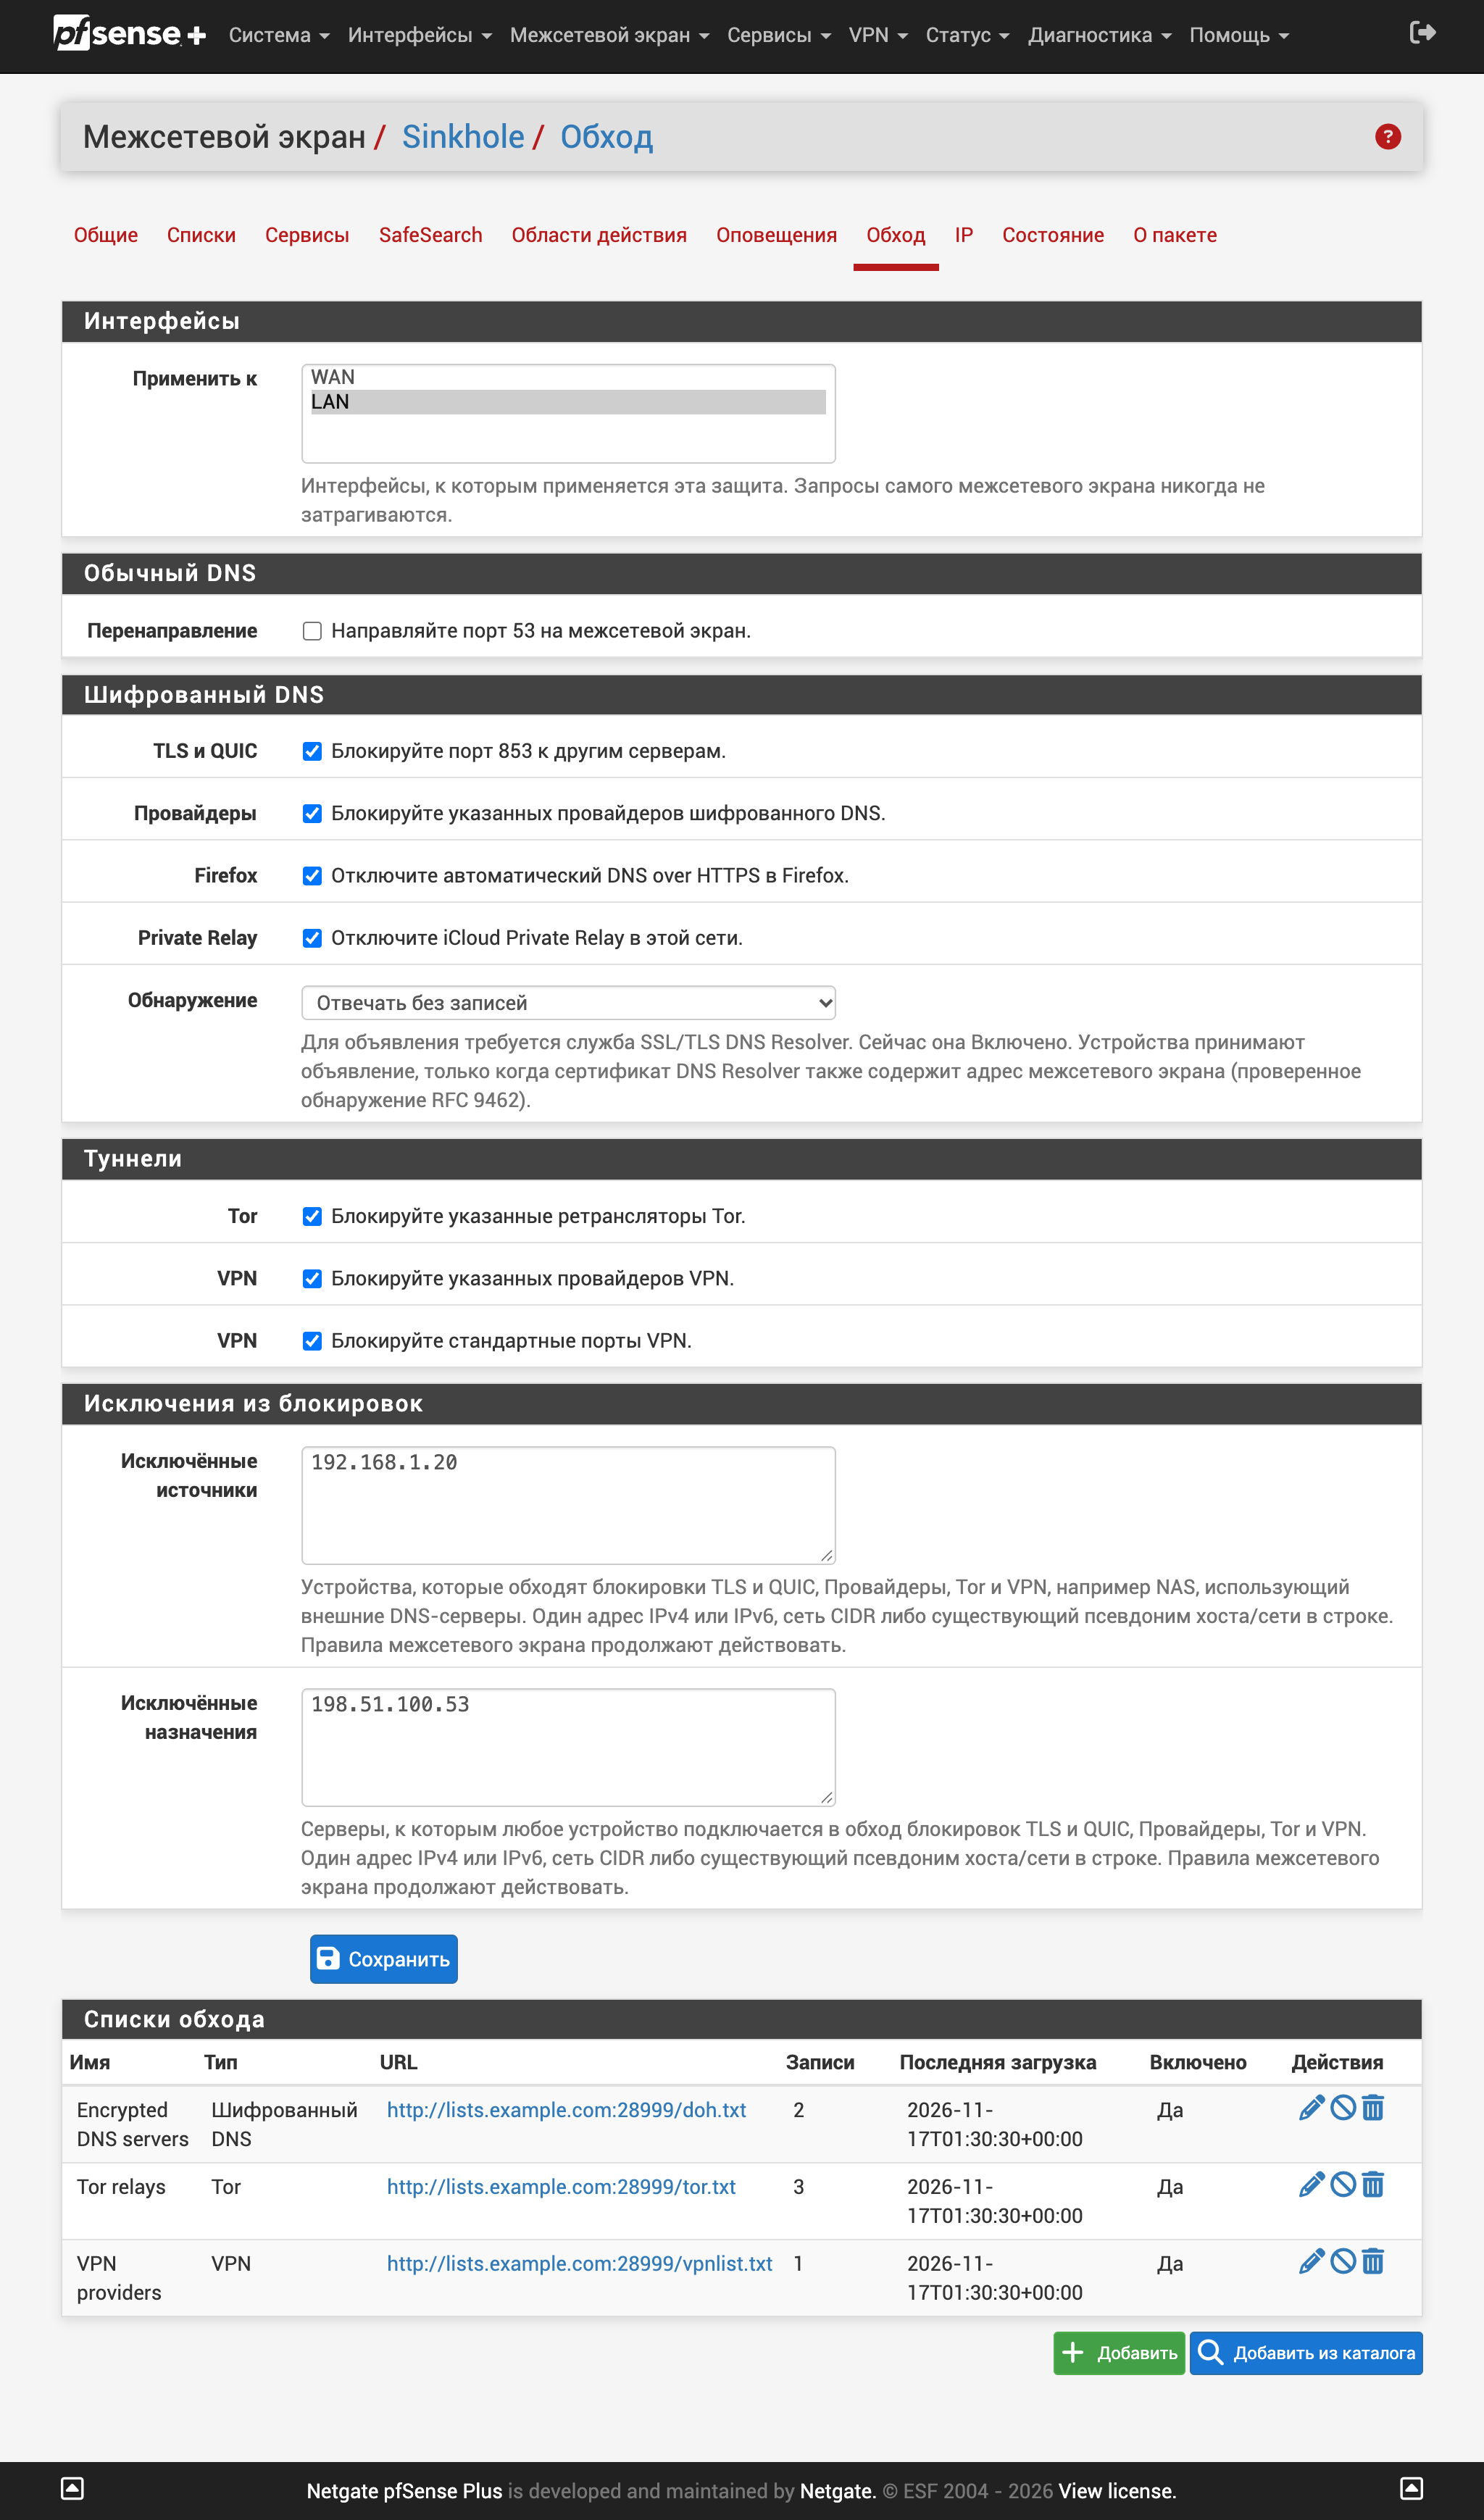 pfsense +
Система Интерфейсы Межсетевой экран Сервисы VPN Статус Диагностика Помощь
Межсетевой экран / Sinkhole / Обход
?
Общие Списки Сервисы SafeSearch Области действия Оповещения Обход IP Состояние О пакете
Интерфейсы
Применить к
WAN
LAN
Интерфейсы, к которым применяется эта защита. Запросы самого межсетевого экрана никогда не
затрагиваются.
Обычный DNS
Перенаправление Направляйте порт 53 на межсетевой экран.
Шифрованный DNS
TLS и QUIC Блокируйте порт 853 к другим серверам.
Провайдеры Блокируйте указанных провайдеров шифрованного DNS.
Firefox Отключите автоматический DNS over HTTPS в Firefox.
Private Relay Отключите iCloud Private Relay в этой сети.
Обнаружение Отвечать без записей
Для объявления требуется служба SSL/TLS DNS Resolver. Сейчас она Включено. Устройства принимают
объявление, только когда сертификат DNS Resolver также содержит адрес межсетевого экрана (проверенное
обнаружение RFC 9462).
Туннели
Tor Блокируйте указанные ретрансляторы Tor.
VPN Блокируйте указанных провайдеров VPN.
VPN Блокируйте стандартные порты VPN.
Исключения из блокировок
Исключённые
источники
192.168.1.20
Устройства, которые обходят блокировки TLS и QUIC, Провайдеры, Tor и VPN, например NAS, использующий
внешние DNS-серверы. Один адрес IPv4 или IPv6, сеть CIDR либо существующий псевдоним хоста/сети в строке.
Правила межсетевого экрана продолжают действовать.
Исключённые
назначения
198.51.100.53
Серверы, к которым любое устройство подключается в обход блокировок TLS и QUIC, Провайдеры, Tor и VPN.
Один адрес IPv4 или IPv6, сеть CIDR либо существующий псевдоним хоста/сети в строке. Правила межсетевого
экрана продолжают действовать.
Сохранить
Списки обхода
Имя Тип URL Записи Последняя загрузка Включено Действия
Encrypted Шифрованный http://lists.example.com:28999/doh.txt 2 2026-11- Да
DNS servers DNS 17T01:30:30+00:00
Tor relays Tor http://lists.example.com:28999/tor.txt 3 2026-11- Да
17T01:30:30+00:00
VPN VPN http://lists.example.com:28999/vpnlist.txt 1 2026-11- Да
providers 17T01:30:30+00:00
Добавить Добавить из каталога
Netgate pfSense Plus is developed and maintained by Netgate. © ESF 2004 - 2026 View license.